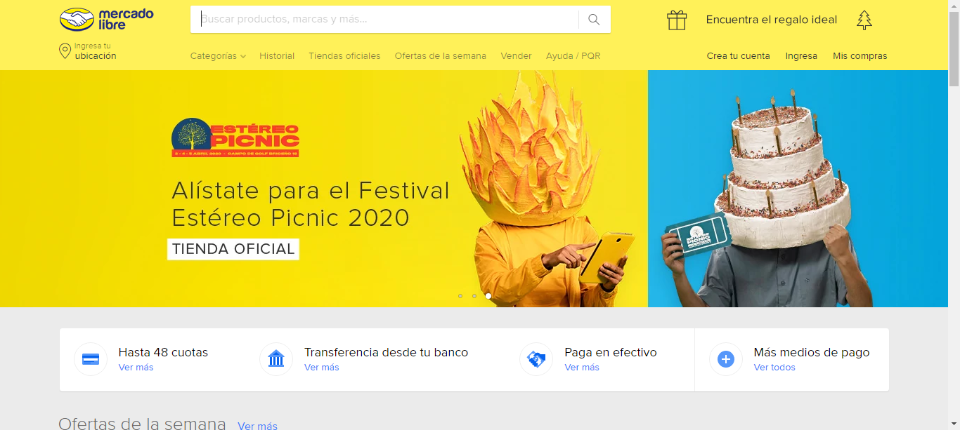 mercado
libre
Buscar productos, marcas y más...
Encuentra el regalo ideal
Ingresa tu
ubicación
Categorías
Historial
Tiendas oficiales
Ofertas de la semana
Vender
Ayuda / PQR
Crea tu cuenta
Ingresa
Mis compras
ESTÉREO
PICNIC
Alístate para el Festival
Estéreo Picnic 2020
TIENDA OFICIAL
Hasta 48 cuotas
Ver más
Transferencia desde tu banco
Ver más
Paga en efectivo
Ver más
Más medios de pago
Ver todos
Ofertas de la semana Ver más